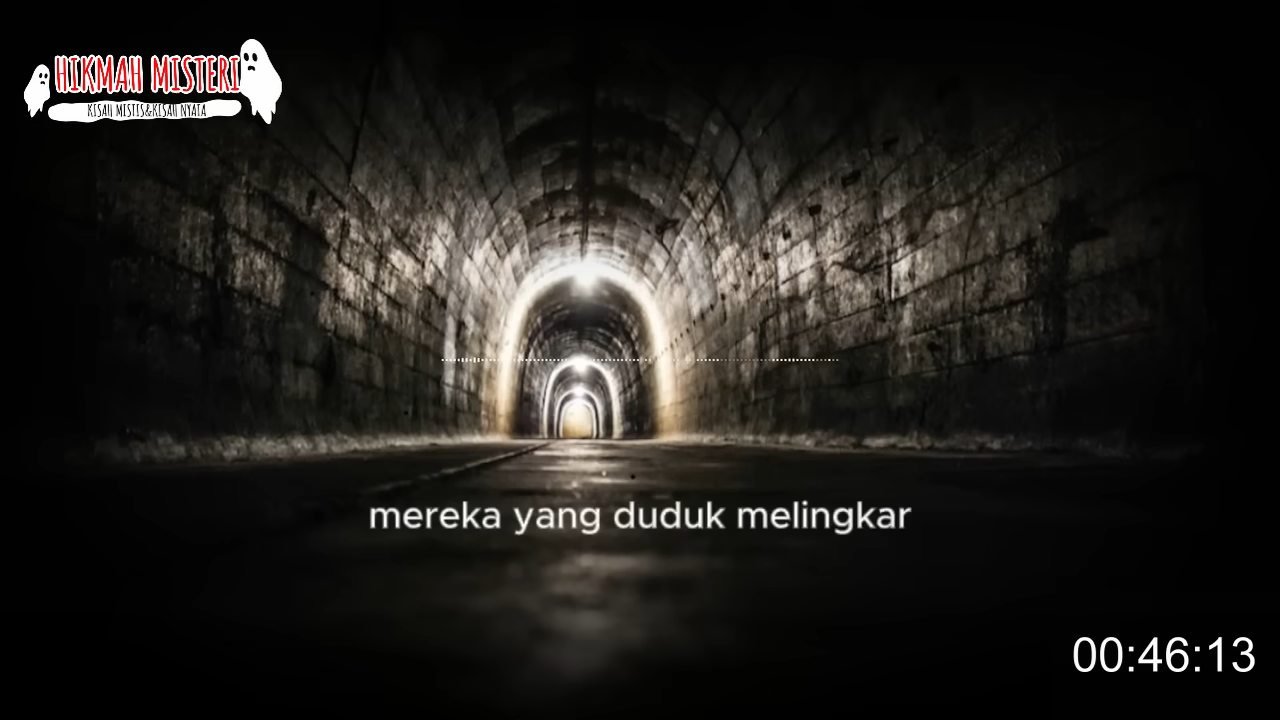 HIKMAH MISTERI
KISAH MISTIS&KISAH NYATA
mereka yang duduk melingkar
00:46:13